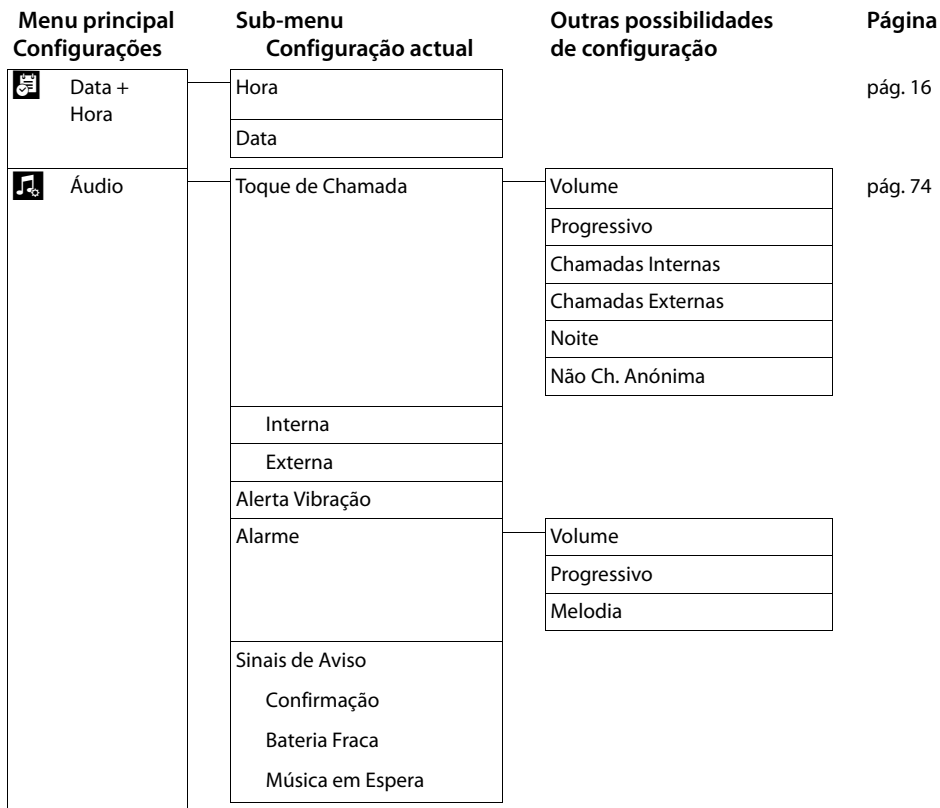 Menu principal Sub-menu Outras possibilidades Página
Configurações Configuração actual de configuração
Data + Hora pág. 16
Hora
Data
Áudio Toque de Chamada Volume pág. 74
Progressivo
Chamadas Internas
Chamadas Externas
Noite
Não Ch. Anónima
Interna
Externa
Alerta Vibração
Alarme Volume
Progressivo
Melodia
Sinais de Aviso
Confirmação
Bateria Fraca
Música em Espera